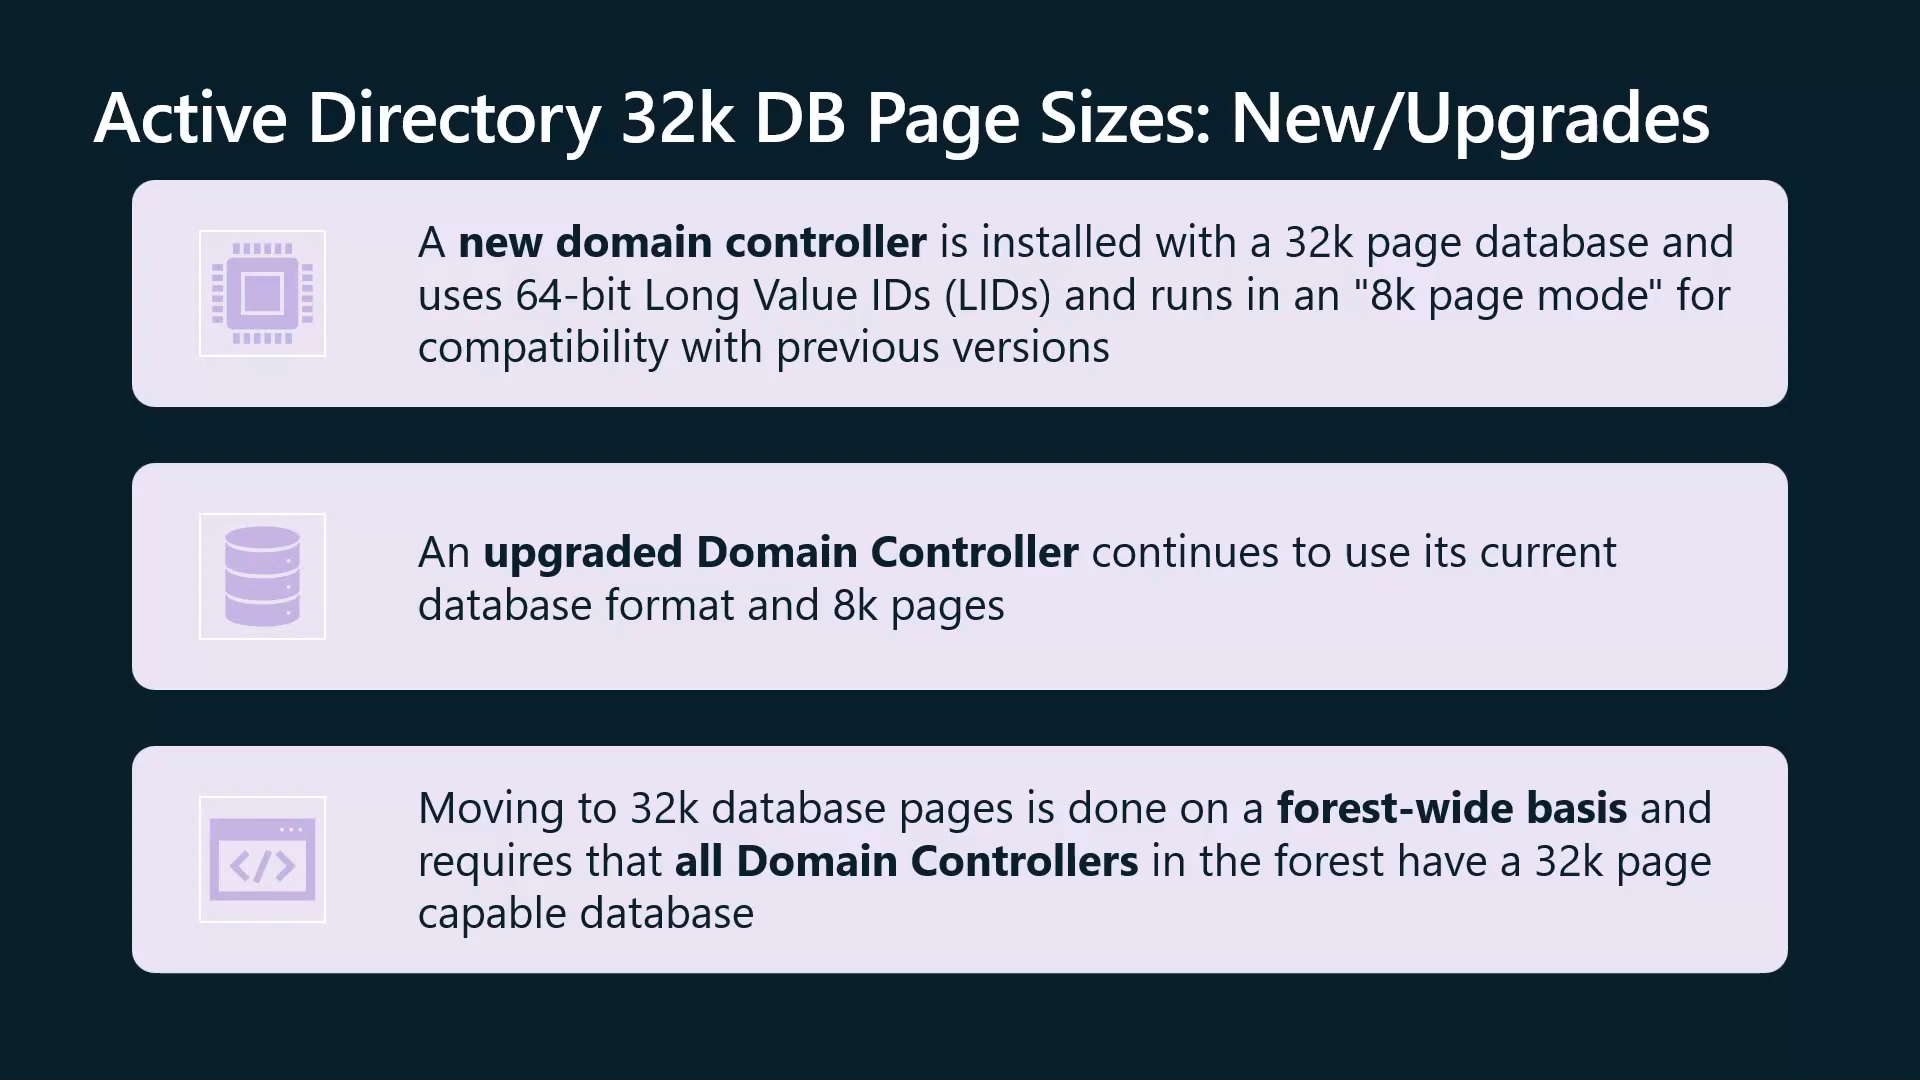 Active Directory 32k DB Page Sizes: New/Upgrades
A new domain controller is installed with a 32k page database and
uses 64-bit Long Value IDs (LIDs) and runs in an "8k page mode" for
compatibility with previous versions
An upgraded Domain Controller continues to use its current
database format and 8k pages
Moving to 32k database pages is done on a forest-wide basis and
requires that all Domain Controllers in the forest have a 32k page
capable database